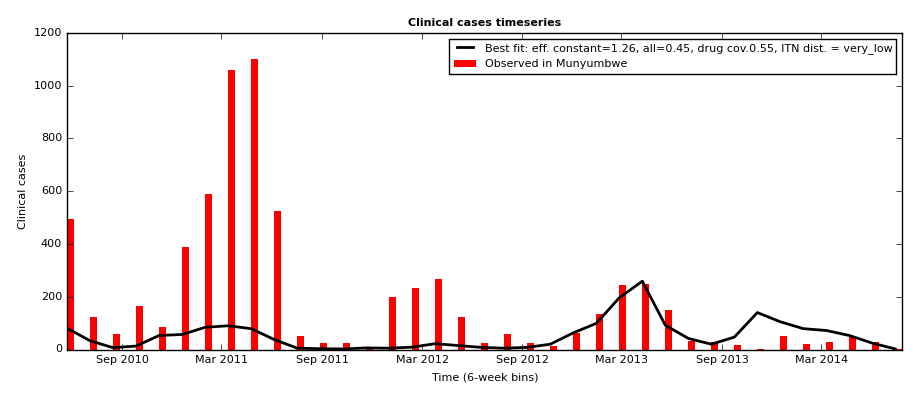 Clinical cases timeseries
Best fit: eff. constant=1.26, all=0.45, drug cov.0.55, ITN dist. = very_low
Observed in Munyumbwe
Clinical cases
1200
1000
800
600
400
200
0
Sep 2010 Mar 2011 Sep 2011 Mar 2012 Sep 2012 Mar 2013 Sep 2013 Mar 2014
Time (6-week bins)